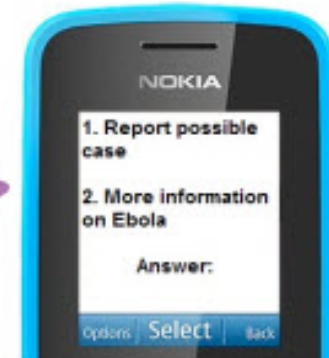 NOKIA
1. Report possible
case
2. More information
on Ebola
Answer:
Options Select Back